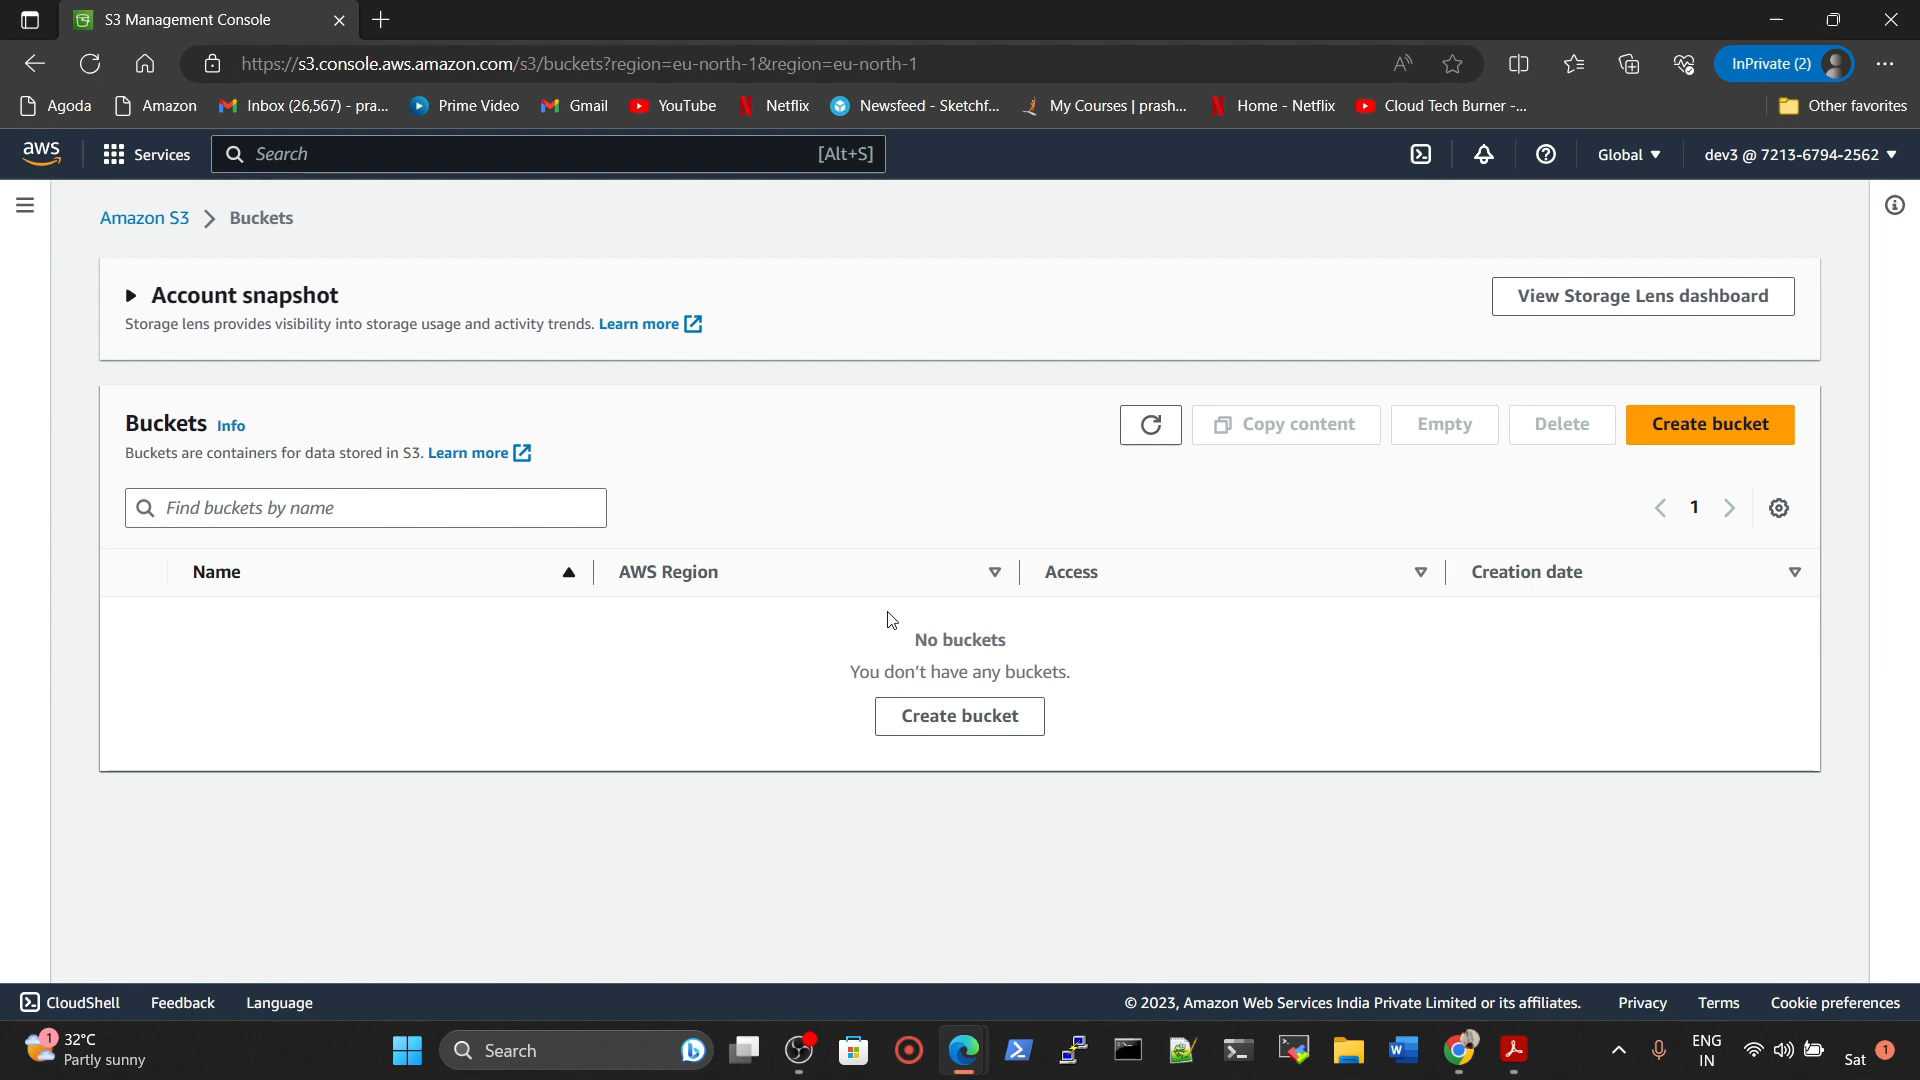 S3 Management Console
https://s3.console.aws.amazon.com/s3/buckets?region=eu-north-1&region=eu-north-1
InPrivate (2)
Agoda
Amazon
Inbox (26,567) - pra...
Prime Video
Gmail
YouTube
Netflix
Newsfeed - Sketchf...
My Courses | prash...
Home - Netflix
Cloud Tech Burner -...
Other favorites
aws
Services
Search
[Alt+S]
Global
dev3 @ 7213-6794-2562
Amazon S3
Buckets
Account snapshot
View Storage Lens dashboard
Storage lens provides visibility into storage usage and activity trends. Learn more
Buckets Info
Copy content
Empty
Delete
Create bucket
Buckets are containers for data stored in S3. Learn more
Find buckets by name
1
Name
AWS Region
Access
Creation date
No buckets
You don't have any buckets.
Create bucket
CloudShell
Feedback
Language
© 2023, Amazon Web Services India Private Limited or its affiliates.
Privacy
Terms
Cookie preferences
1
32°C
Partly sunny
Search
ENG
IN
Sat
1